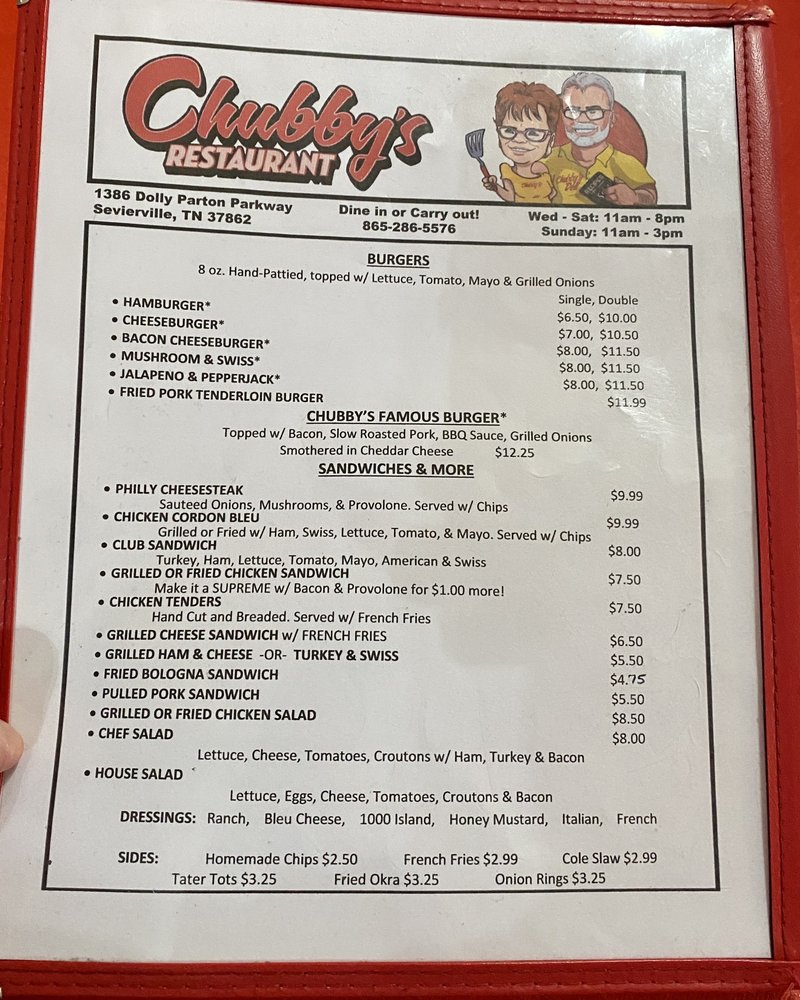 Chubby's
RESTAURANT
1386 Dolly Parton Parkway
Sevierville, TN 37862
Dine in or Carry out!
865-286-5576
Wed - Sat: 11am - 8pm
Sunday: 11am - 3pm
BURGERS
8 oz. Hand-Pattied, topped w/ Lettuce, Tomato, Mayo & Grilled Onions
Single, Double
• HAMBURGER* $6.50, $10.00
• CHEESEBURGER* $7.00, $10.50
• BACON CHEESEBURGER* $8.00, $11.50
• MUSHROOM & SWISS* $8.00, $11.50
• JALAPENO & PEPPERJACK* $8.00, $11.50
• FRIED PORK TENDERLOIN BURGER $11.99
CHUBBY'S FAMOUS BURGER*
Topped w/ Bacon, Slow Roasted Pork, BBQ Sauce, Grilled Onions
Smothered in Cheddar Cheese $12.25
SANDWICHES & MORE
• PHILLY CHEESESTEAK $9.99
Sauteed Onions, Mushrooms, & Provolone. Served w/ Chips
• CHICKEN CORDON BLEU $9.99
Grilled or Fried w/ Ham, Swiss, Lettuce, Tomato, & Mayo. Served w/ Chips
• CLUB SANDWICH $8.00
Turkey, Ham, Lettuce, Tomato, Mayo, American & Swiss
• GRILLED OR FRIED CHICKEN SANDWICH $7.50
Make it a SUPREME w/ Bacon & Provolone for $1.00 more!
• CHICKEN TENDERS $7.50
Hand Cut and Breaded. Served w/ French Fries
• GRILLED CHEESE SANDWICH w/ FRENCH FRIES $6.50
• GRILLED HAM & CHEESE -OR- TURKEY & SWISS $5.50
• FRIED BOLOGNA SANDWICH $4.75
• PULLED PORK SANDWICH $5.50
• GRILLED OR FRIED CHICKEN SALAD $8.50
• CHEF SALAD $8.00
Lettuce, Cheese, Tomatoes, Croutons w/ Ham, Turkey & Bacon
• HOUSE SALAD
Lettuce, Eggs, Cheese, Tomatoes, Croutons & Bacon
DRESSINGS: Ranch, Bleu Cheese, 1000 Island, Honey Mustard, Italian, French
SIDES: Homemade Chips $2.50 French Fries $2.99 Cole Slaw $2.99
Tater Tots $3.25 Fried Okra $3.25 Onion Rings $3.25